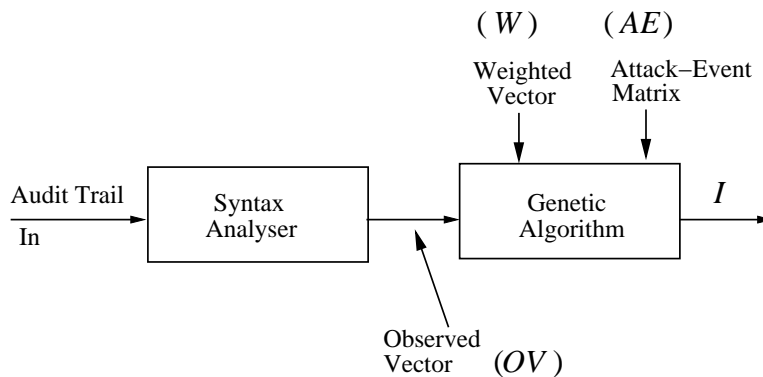 (W)
(AE)
Weighted
Vector
Attack–Event
Matrix
Audit Trail
In
Syntax
Analyser
Genetic
Algorithm
I
Observed
Vector
(OV)